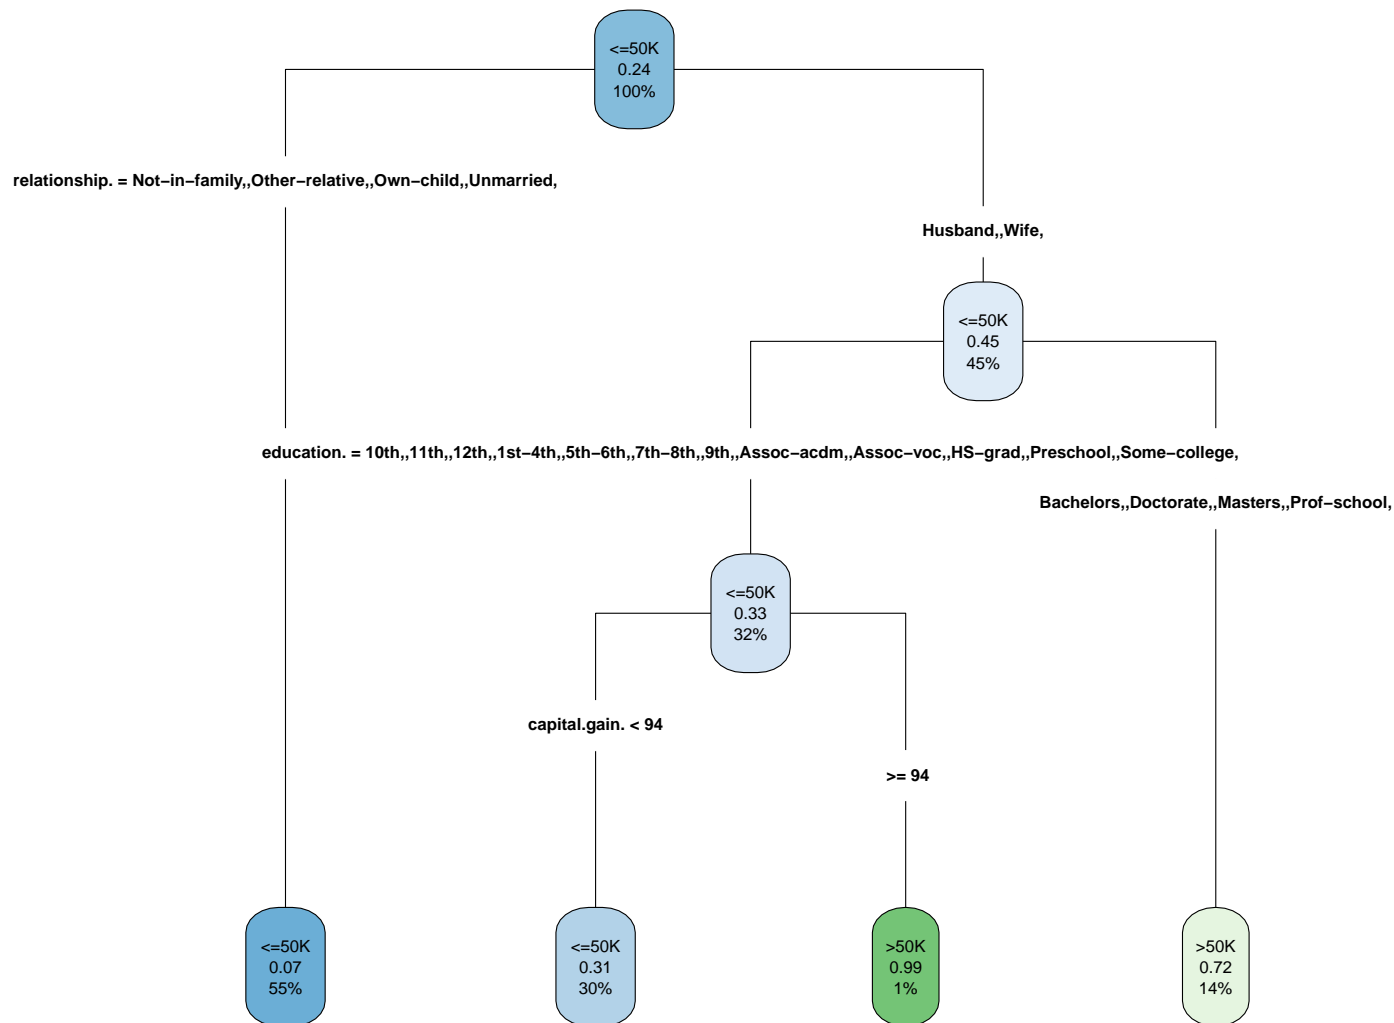 <=50K
0.24
100%
relationship. = Not−in−family,,Other−relative,,Own−child,,Unmarried,
Husband,,Wife,
<=50K
0.45
45%
education. = 10th,,11th,,12th,,1st−4th,,5th−6th,,7th−8th,,9th,,Assoc−acdm,,Assoc−voc,,HS−grad,,Preschool,,Some−college,
Bachelors,,Doctorate,,Masters,,Prof−school,
<=50K
0.33
32%
capital.gain. < 94
>= 94
<=50K
0.07
55%
<=50K
0.31
30%
>50K
0.99
1%
>50K
0.72
14%